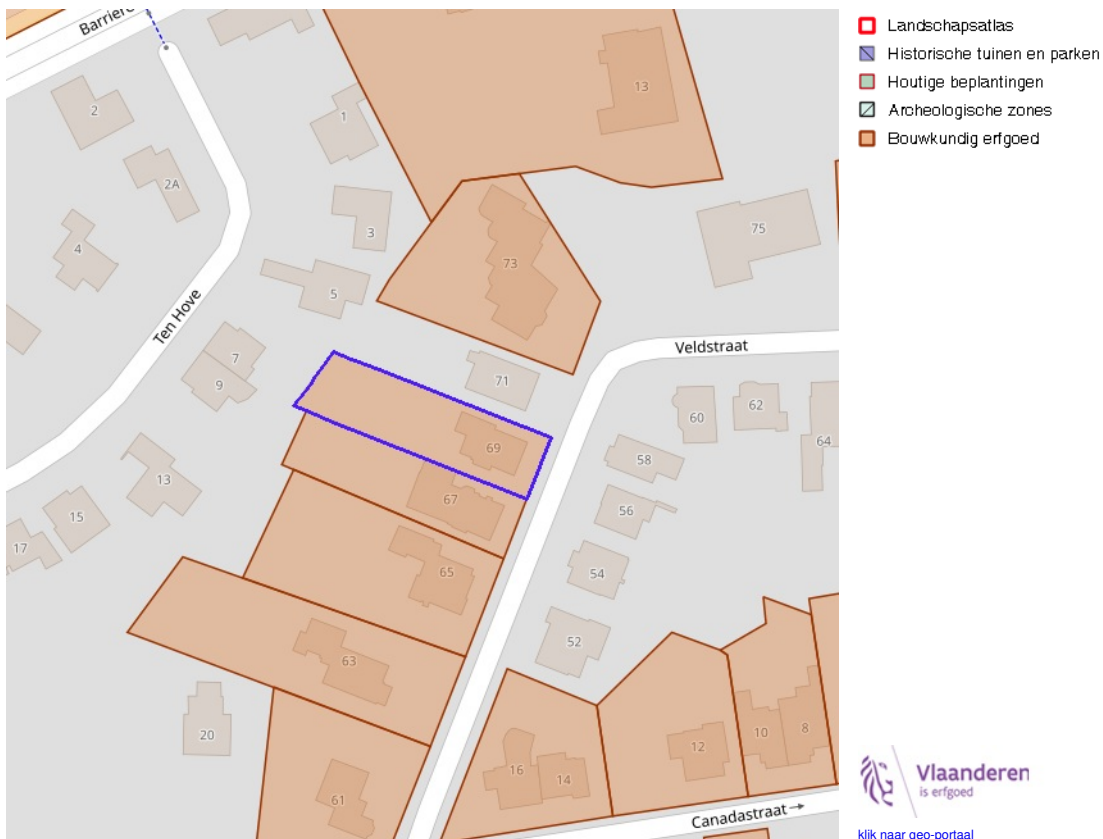 Barriere
Landschapsatlas
Historische tuinen en parken
Houtige beplantingen
Archeologische zones
Bouwkundig erfgoed
13
2
1
2A
3
4
75
73
5
Ten Hove
Veldstraat
7
71
9
60
62
69
64
58
13
67
56
15
17
54
65
52
63
20
10
8
12
16
14
61
Canadastraat →
Vlaanderen
is erfgoed
klik naar geo-portaal